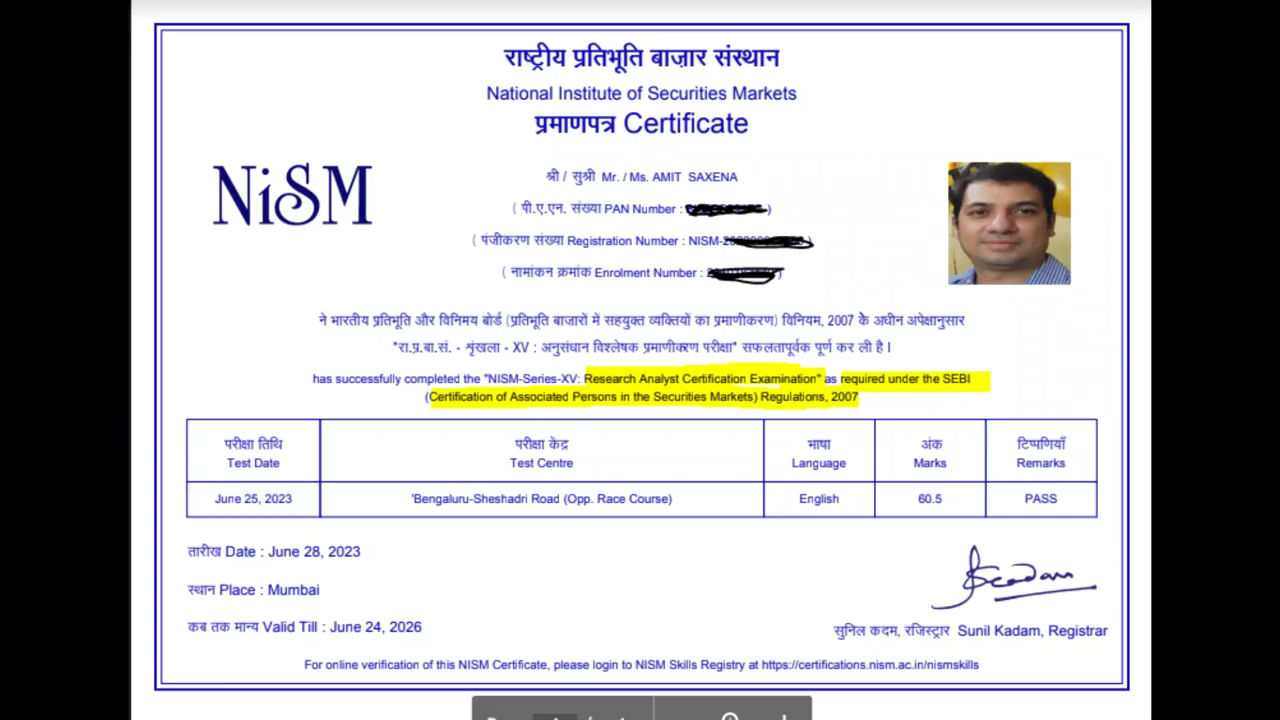 राष्ट्रीय प्रतिभूति बाज़ार संस्थान
National Institute of Securities Markets
प्रमाणपत्र Certificate
NiSM
श्री / सुश्री Mr. / Ms. AMIT SAXENA
( पी.ए.एन. संख्या PAN Number : )
( पंजीकरण संख्या Registration Number : NISM- )
( नामांकन क्रमांक Enrolment Number : )
ने भारतीय प्रतिभूति और विनिमय बोर्ड (प्रतिभूति बाजारों में सहयुक्त व्यक्तियों का प्रमाणीकरण) विनियम, 2007 के अधीन अपेक्षानुसार
"रा.प्र.बा.सं. - शृंखला - XV : अनुसंधान विश्लेषक प्रमाणीकरण परीक्षा" सफलतापूर्वक पूर्ण कर ली है।
has successfully completed the "NISM-Series-XV: Research Analyst Certification Examination" as required under the SEBI
(Certification of Associated Persons in the Securities Markets) Regulations, 2007
परीक्षा तिथि परीक्षा केंद्र भाषा अंक टिप्पणियाँ
Test Date Test Centre Language Marks Remarks
June 25, 2023 'Bengaluru-Sheshadri Road (Opp. Race Course) English 60.5 PASS
तारीख Date : June 28, 2023
स्थान Place : Mumbai
कब तक मान्य Valid Till : June 24, 2026
सुनिल कदम, रजिस्ट्रार Sunil Kadam, Registrar
For online verification of this NISM Certificate, please login to NISM Skills Registry at https://certifications.nism.ac.in/nismskills